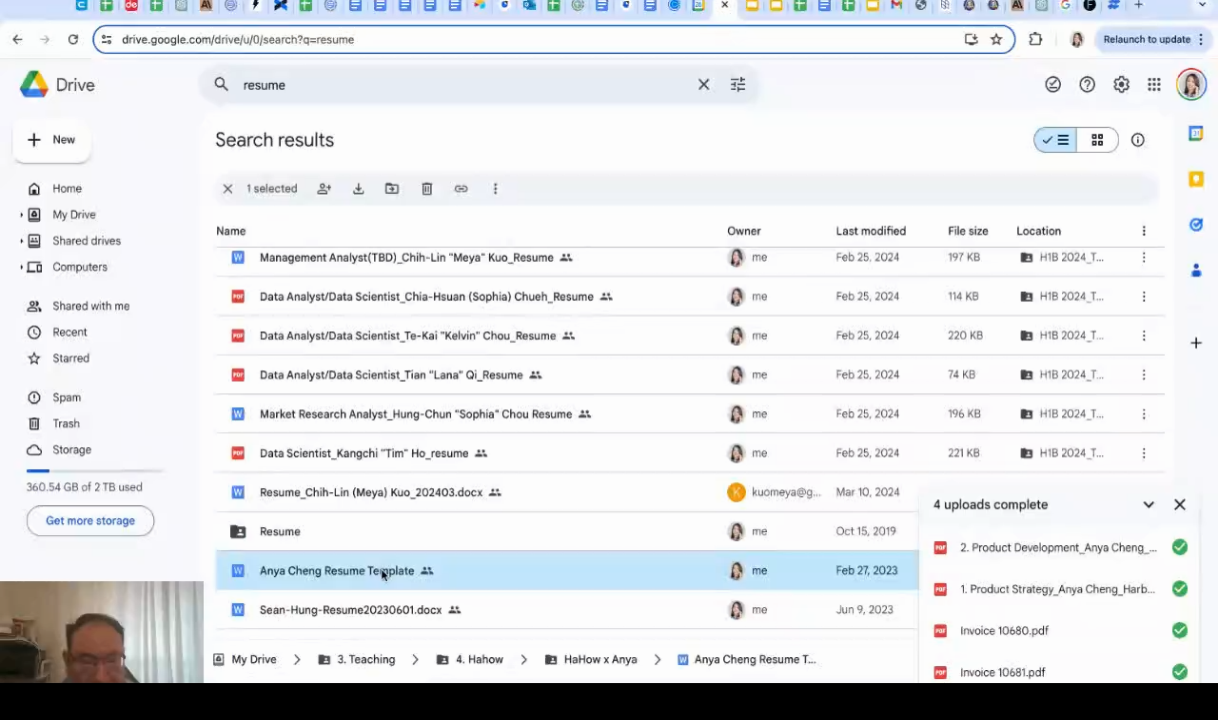 drive.google.com/drive/u/0/search?q=resume
Relaunch to update
Drive
resume
New
Search results
1 selected
Home
My Drive
Shared drives
Computers
Shared with me
Recent
Starred
Spam
Trash
Storage
360.54 GB of 2 TB used
Get more storage
Name Owner Last modified File size Location
Management Analyst(TBD)_Chih-Lin "Meya" Kuo_Resume me Feb 25, 2024 197 KB H1B 2024_T...
Data Analyst/Data Scientist_Chia-Hsuan (Sophia) Chueh_Resume me Feb 25, 2024 114 KB H1B 2024_T...
Data Analyst/Data Scientist_Te-Kai "Kelvin" Chou_Resume me Feb 25, 2024 220 KB H1B 2024_T...
Data Analyst/Data Scientist_Tian "Lana" Qi_Resume me Feb 25, 2024 74 KB H1B 2024_T...
Market Research Analyst_Hung-Chun "Sophia" Chou Resume me Feb 25, 2024 196 KB H1B 2024_T...
Data Scientist_Kangchi "Tim" Ho_resume me Feb 25, 2024 221 KB H1B 2024_T...
Resume_Chih-Lin (Meya) Kuo_202403.docx K kuomeya@g... Mar 10, 2024
Resume me Oct 15, 2019
Anya Cheng Resume Template me Feb 27, 2023
Sean-Hung-Resume20230601.docx me Jun 9, 2023
My Drive 3. Teaching 4. Hahow HaHow x Anya Anya Cheng Resume T...
4 uploads complete
2. Product Development_Anya Cheng_...
1. Product Strategy_Anya Cheng_Harb...
Invoice 10680.pdf
Invoice 10681.pdf